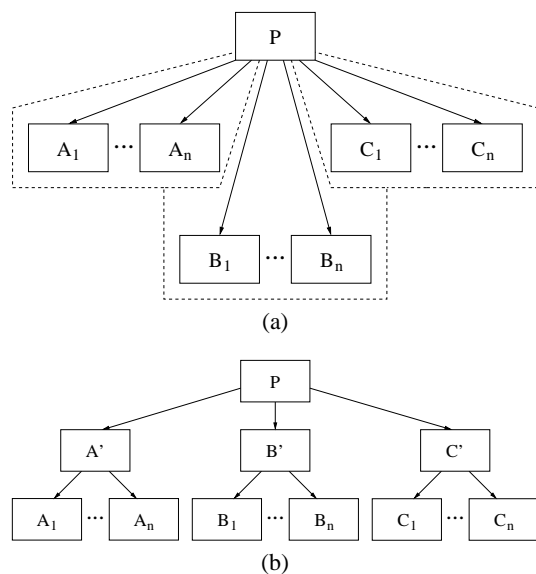 P
A₁ ... Aₙ C₁ ... Cₙ
B₁ ... Bₙ
(a)
P
A' B' C'
A₁ ... Aₙ B₁ ... Bₙ C₁ ... Cₙ
(b)